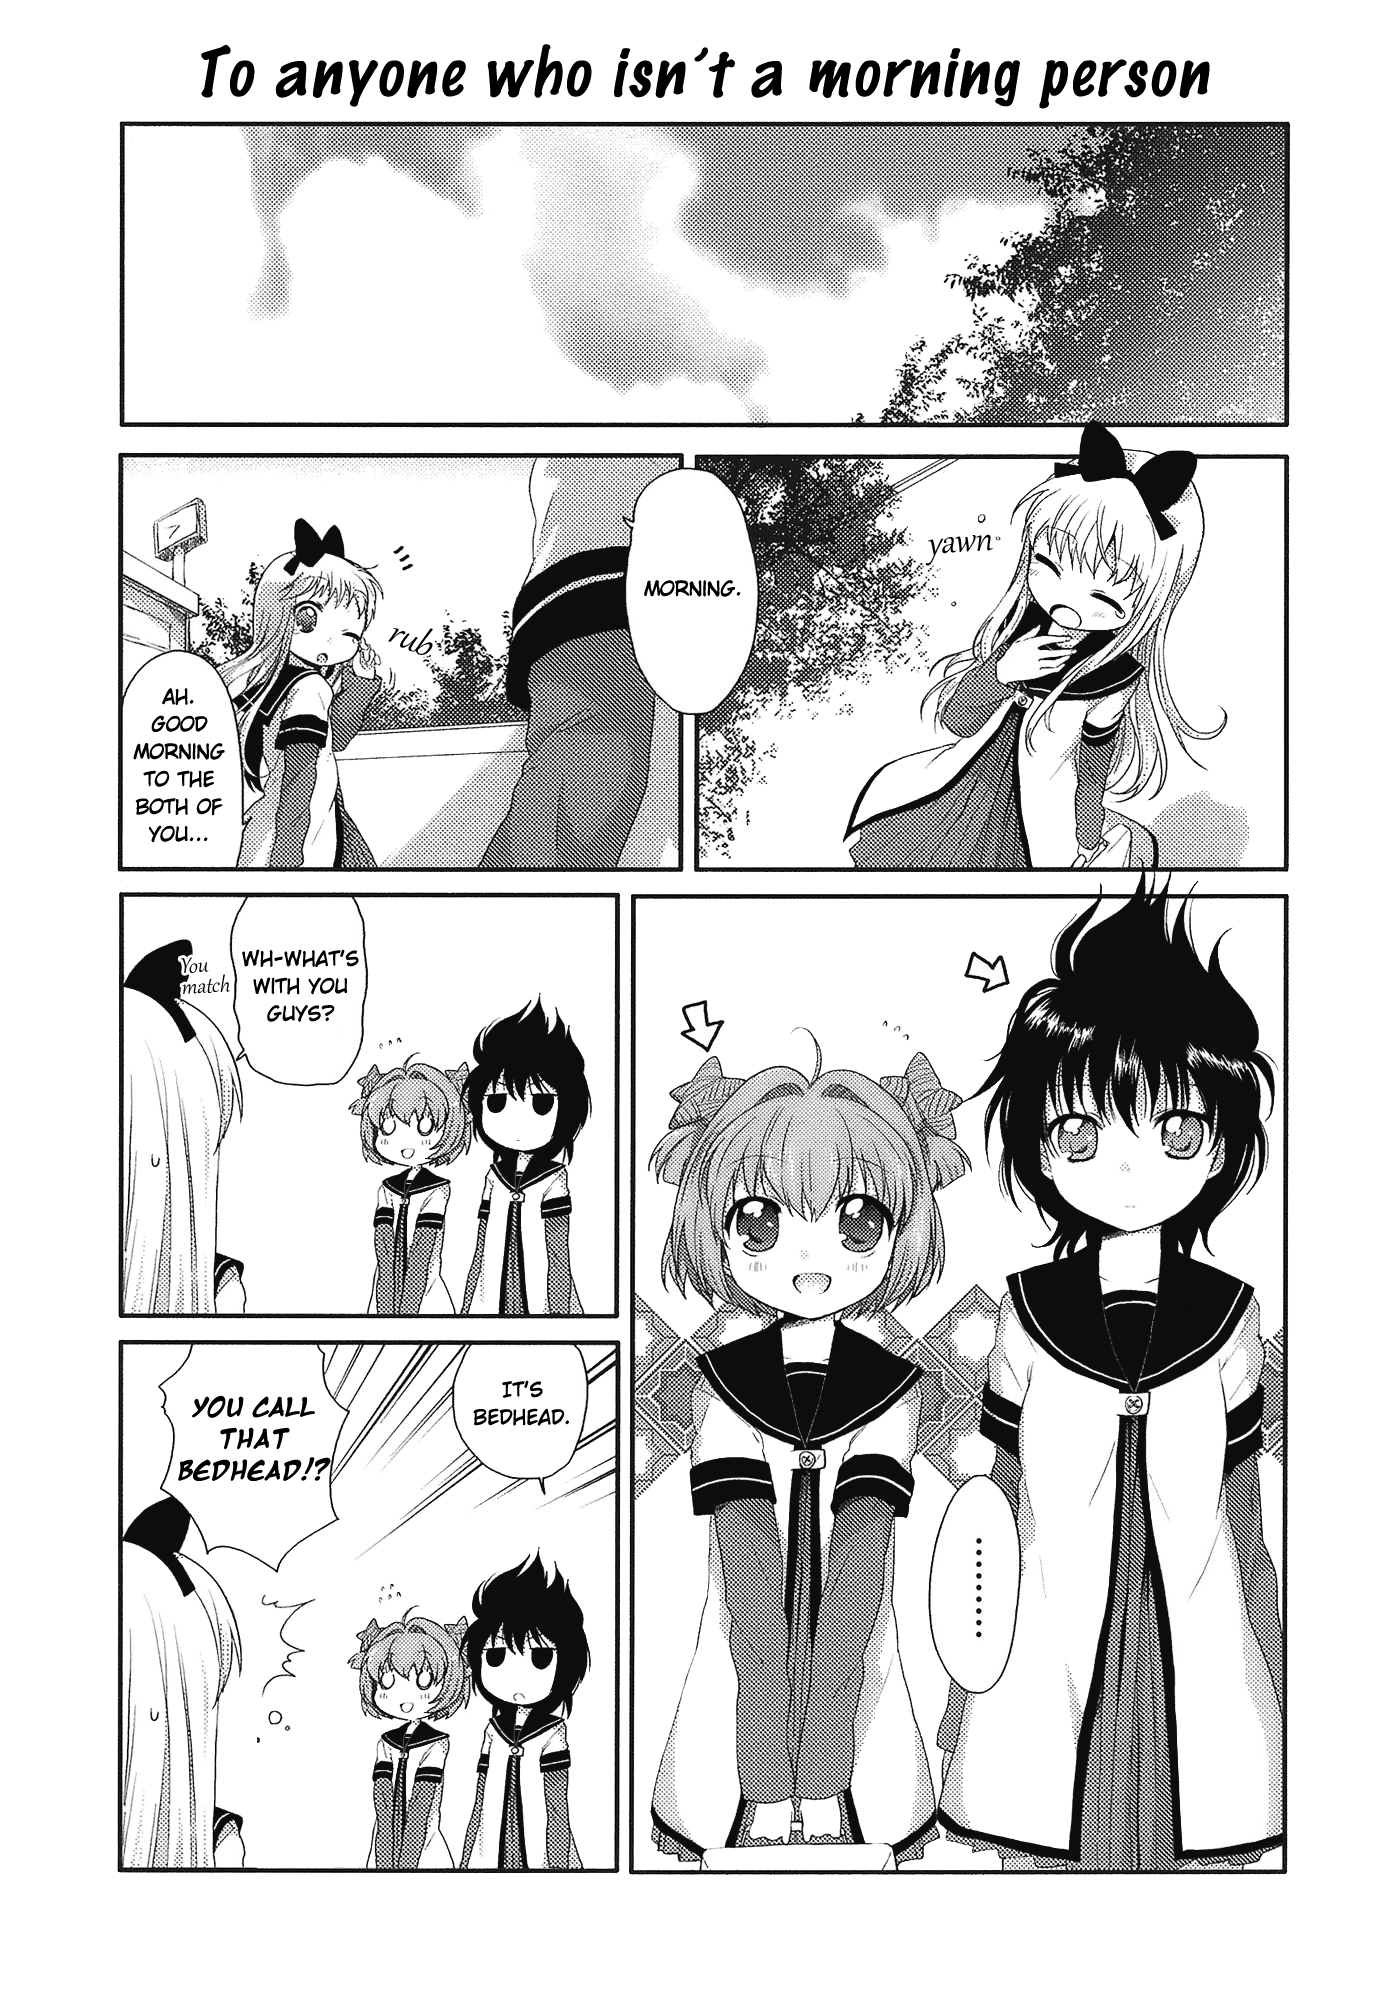 To anyone who isn't a morning person
yawn
MORNING.
rub
AH.
GOOD
MORNING
TO THE
BOTH OF
YOU...
.........
WH-WHAT'S
WITH YOU
GUYS?
You
match
IT'S
BEDHEAD.
YOU CALL
THAT
BEDHEAD!?